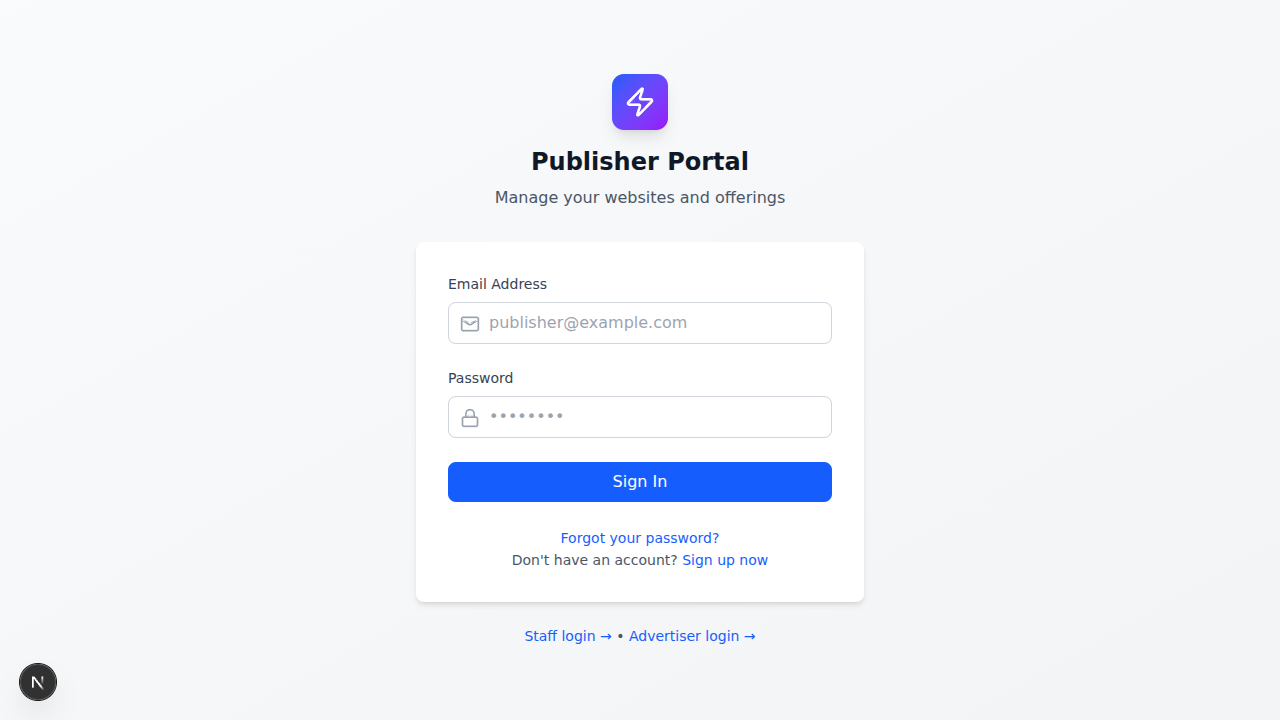 Publisher Portal
Manage your websites and offerings
Email Address
publisher@example.com
Password
••••••••
Sign In
Forgot your password?
Don't have an account? Sign up now
Staff login → • Advertiser login →
N